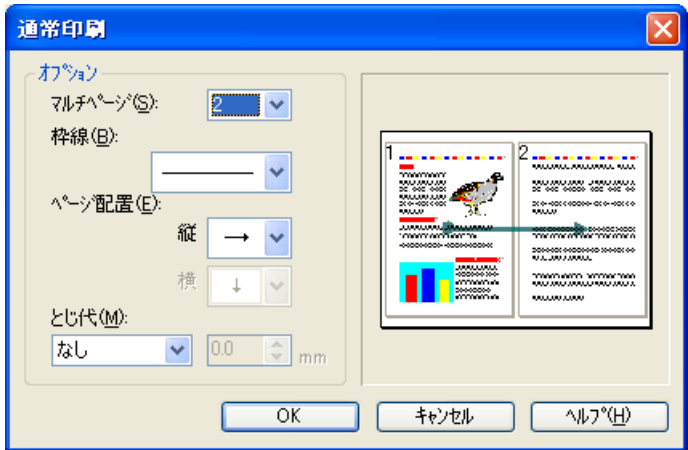 通常印刷
オプション
マルチページ(S):
2
枠線(B):
ページ配置(E):
縦
→
横
↓
とじ代(M):
なし
0.0
mm
1
2
OK
キャンセル
ヘルプ(H)